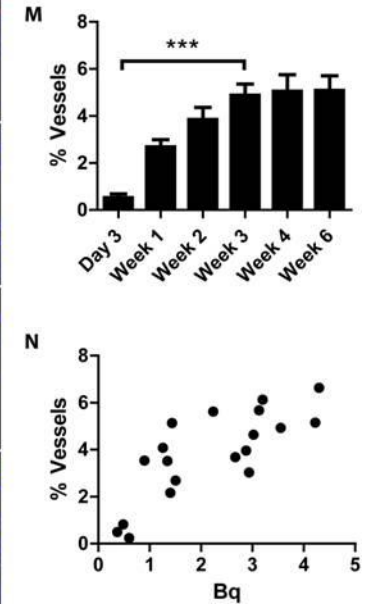 M
***
% Vessels
8
6
4
2
0
Day 3
Week 1
Week 2
Week 3
Week 4
Week 6
N
% Vessels
8
6
4
2
0
0 1 2 3 4 5
Bq